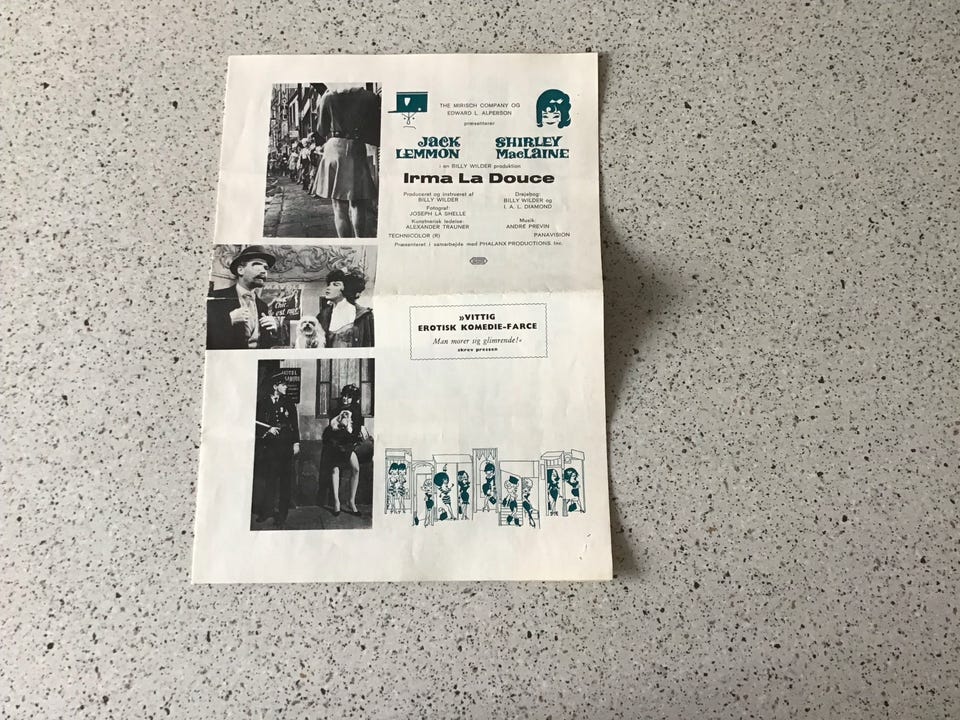 THE MIRISCH COMPANY OG
EDWARD L. ALPERSON
præsenterer
JACK
LEMMON
SHIRLEY
MacLAINE
i en BILLY WILDER produktion
Irma La Douce
Produceret og instrueret af
BILLY WILDER
Fotograf:
JOSEPH LA SHELLE
Kunstnerisk ledelse:
ALEXANDER TRAUNER
TECHNICOLOR (R)
Drejebog:
BILLY WILDER og
I. A. L. DIAMOND
Musik:
ANDRÉ PREVIN
PANAVISION
Præsenteret i samarbejde med PHALANX PRODUCTIONS. Inc.
»VITTIG
EROTISK KOMEDIE-FARCE
Man morer sig glimrende!«
skrev pressen
HOTEL